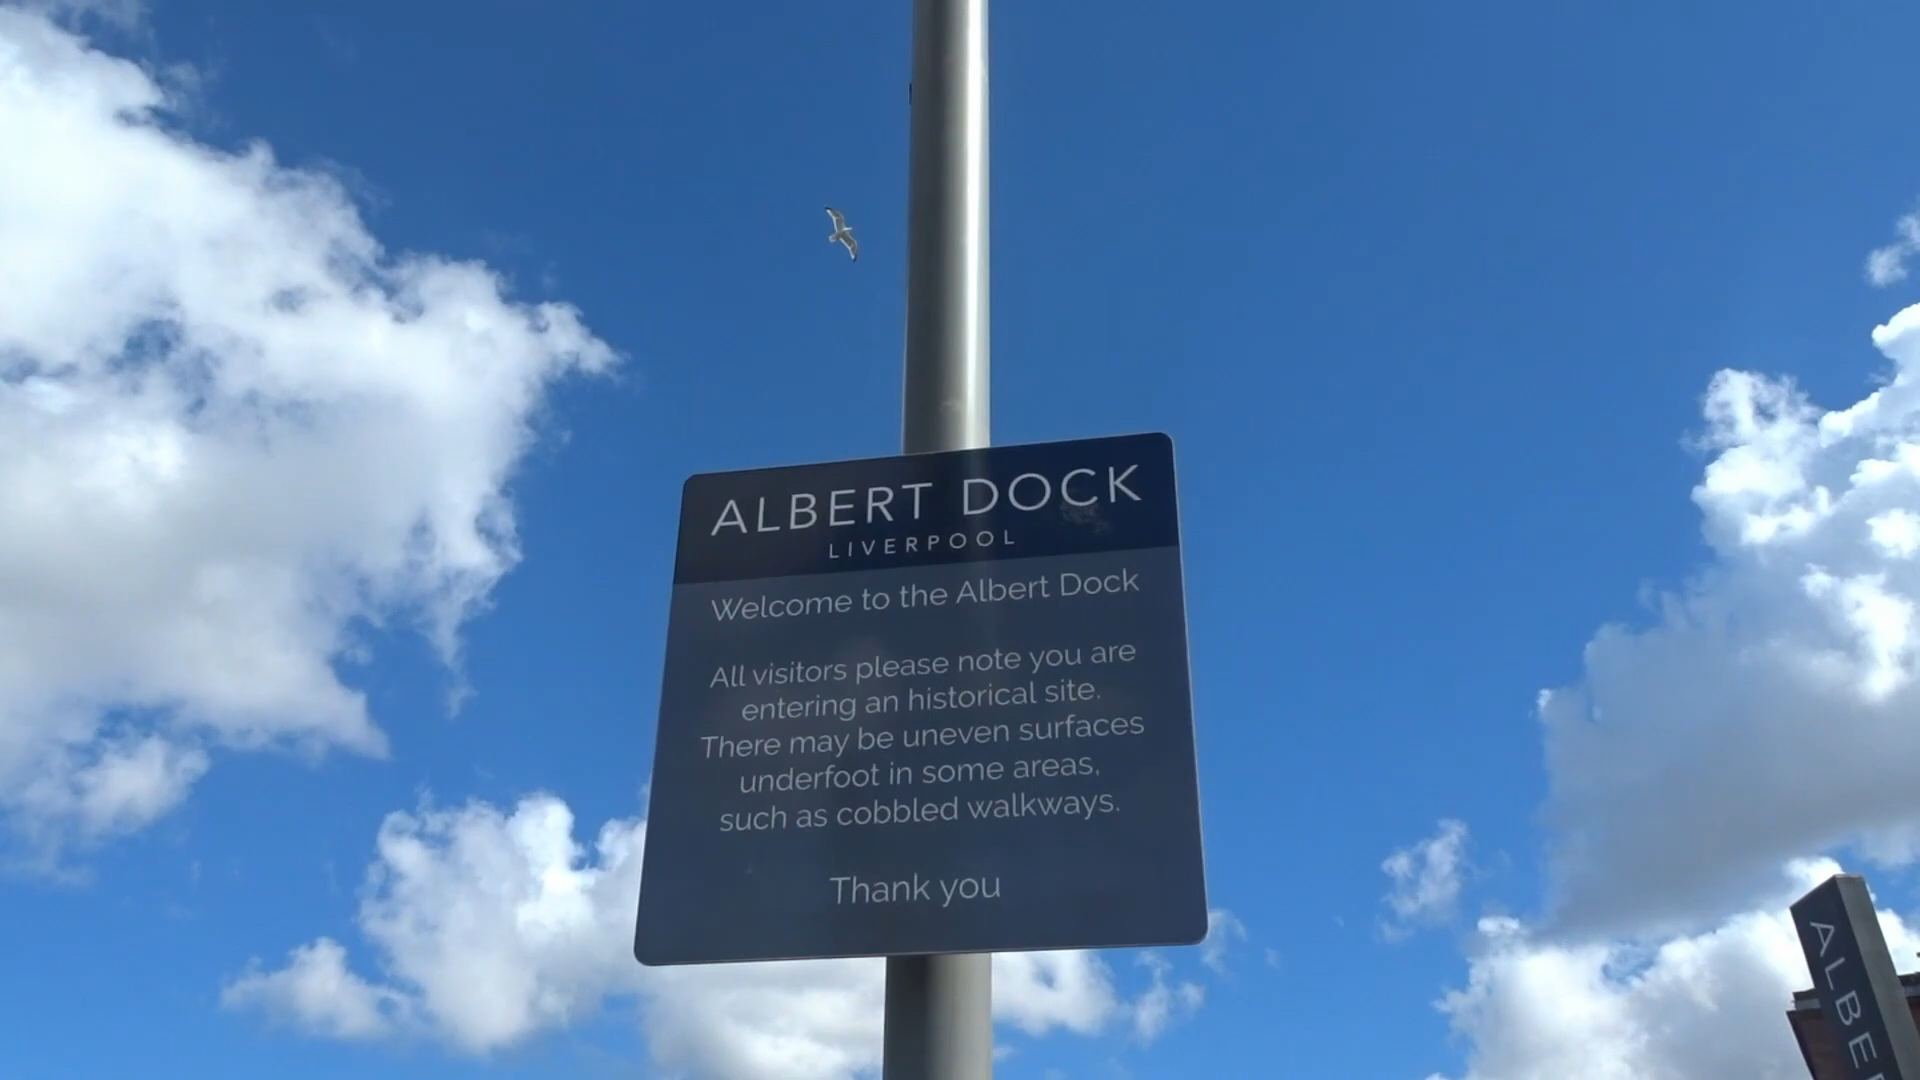 ALBERT DOCK
LIVERPOOL
Welcome to the Albert Dock
All visitors please note you are
entering an historical site.
There may be uneven surfaces
underfoot in some areas,
such as cobbled walkways.
Thank you
ALBE